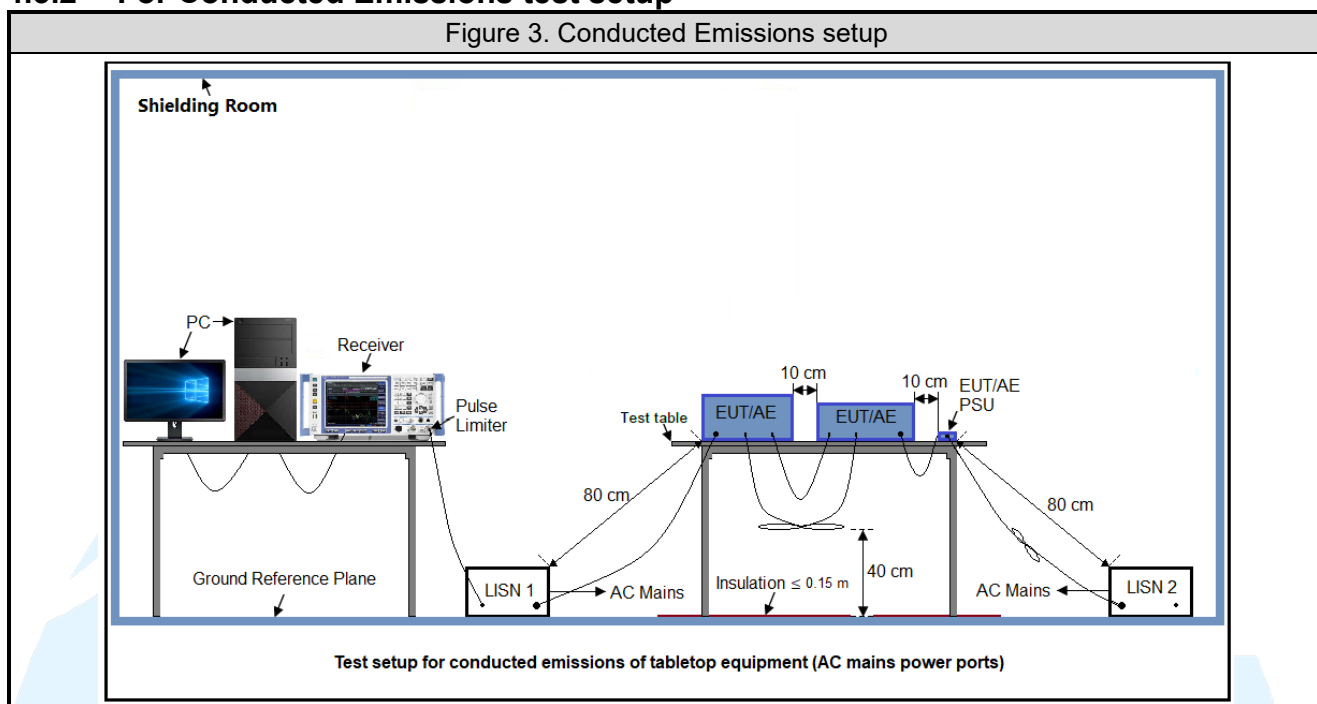 Figure 3. Conducted Emissions setup
Shielding Room
PC
Receiver
Pulse
Limiter
10 cm
10 cm
EUT/AE
PSU
Test table
EUT/AE
EUT/AE
80 cm
80 cm
Ground Reference Plane
LISN 1
AC Mains
Insulation ≤ 0.15 m
40 cm
AC Mains
LISN 2
Test setup for conducted emissions of tabletop equipment (AC mains power ports)